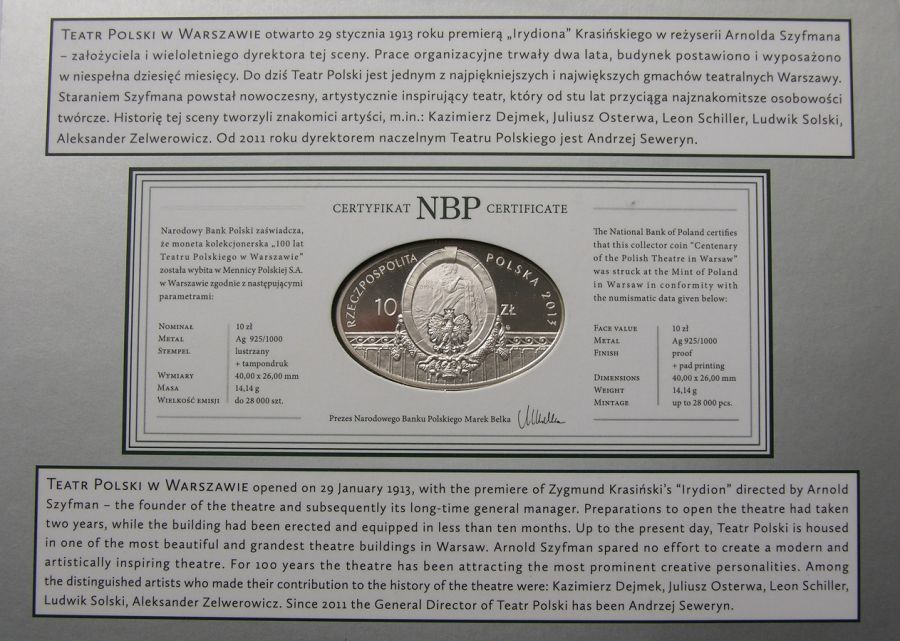 TEATR POLSKI W WARSZAWIE otwarto 29 stycznia 1913 roku premierą „Irydiona” Krasińskiego w reżyserii Arnolda Szyfmana
– założyciela i wieloletniego dyrektora tej sceny. Prace organizacyjne trwały dwa lata, budynek postawiono i wyposażono
w niespełna dziesięć miesięcy. Do dziś Teatr Polski jest jednym z najpiękniejszych i największych gmachów teatralnych Warszawy.
Staraniem Szyfmana powstał nowoczesny, artystycznie inspirujący teatr, który od stu lat przyciąga najznakomitsze osobowości
twórcze. Historię tej sceny tworzyli znakomici artyści, m.in.: Kazimierz Dejmek, Juliusz Osterwa, Leon Schiller, Ludwik Solski,
Aleksander Zelwerowicz. Od 2011 roku dyrektorem naczelnym Teatru Polskiego jest Andrzej Seweryn.
CERTYFIKAT NBP CERTIFICATE
Narodowy Bank Polski zaświadcza,
że moneta kolekcjonerska „100 lat
Teatru Polskiego w Warszawie”
została wybita w Mennicy Polskiej S.A.
w Warszawie zgodnie z następującymi
parametrami:
NOMINAŁ 10 zł
METAL Ag 925/1000
STEMPEL lustrzany
+ tampondruk
WYMIARY 40,00 x 26,00 mm
MASA 14,14 g
WIELKOŚĆ EMISJI do 28 000 szt.
RZECZPOSPOLITA POLSKA 2013
10 ZŁ
The National Bank of Poland certifies
that this collector coin “Centenary
of the Polish Theatre in Warsaw”
was struck at the Mint of Poland
in Warsaw in conformity with
the numismatic data given below:
FACE VALUE 10 zł
METAL Ag 925/1000
FINISH proof
+ pad printing
DIMENSIONS 40,00 x 26,00 mm
WEIGHT 14,14 g
MINTAGE up to 28 000 pcs.
Prezes Narodowego Banku Polskiego Marek Belka
TEATR POLSKI W WARSZAWIE opened on 29 January 1913, with the premiere of Zygmund Krasiński’s “Irydion” directed by Arnold
Szyfman – the founder of the theatre and subsequently its long-time general manager. Preparations to open the theatre had taken
two years, while the building had been erected and equipped in less than ten months. Up to the present day, Teatr Polski is housed
in one of the most beautiful and grandest theatre buildings in Warsaw. Arnold Szyfman spared no effort to create a modern and
artistically inspiring theatre. For 100 years the theatre has been attracting the most prominent creative personalities. Among
the distinguished artists who made their contribution to the history of the theatre were: Kazimierz Dejmek, Juliusz Osterwa, Leon Schiller,
Ludwik Solski, Aleksander Zelwerowicz. Since 2011 the General Director of Teatr Polski has been Andrzej Seweryn.